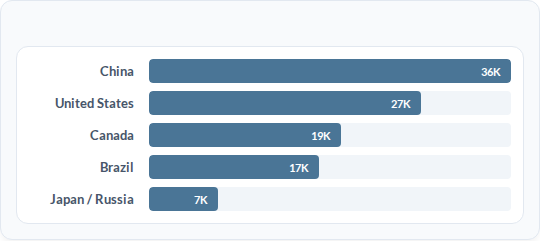 China 36K
United States 27K
Canada 19K
Brazil 17K
Japan / Russia 7K